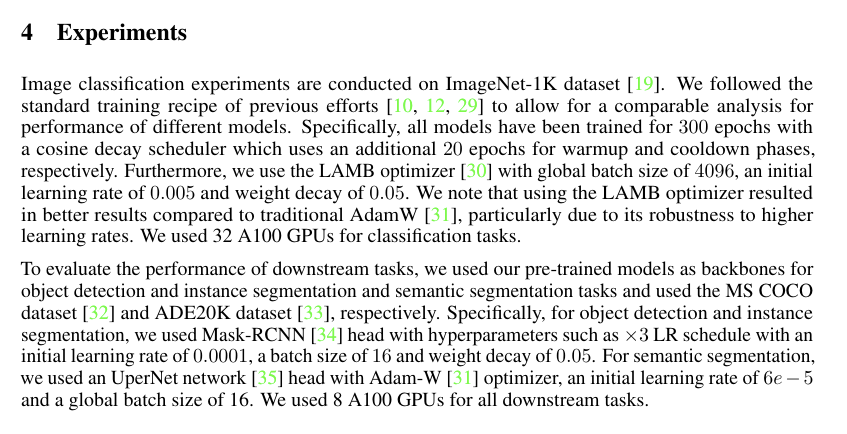 4 Experiments
Image classification experiments are conducted on ImageNet-1K dataset [19]. We followed the
standard training recipe of previous efforts [10, 12, 29] to allow for a comparable analysis for
performance of different models. Specifically, all models have been trained for 300 epochs with
a cosine decay scheduler which uses an additional 20 epochs for warmup and cooldown phases,
respectively. Furthermore, we use the LAMB optimizer [30] with global batch size of 4096, an initial
learning rate of 0.005 and weight decay of 0.05. We note that using the LAMB optimizer resulted
in better results compared to traditional AdamW [31], particularly due to its robustness to higher
learning rates. We used 32 A100 GPUs for classification tasks.
To evaluate the performance of downstream tasks, we used our pre-trained models as backbones for
object detection and instance segmentation and semantic segmentation tasks and used the MS COCO
dataset [32] and ADE20K dataset [33], respectively. Specifically, for object detection and instance
segmentation, we used Mask-RCNN [34] head with hyperparameters such as ×3 LR schedule with an
initial learning rate of 0.0001, a batch size of 16 and weight decay of 0.05. For semantic segmentation,
we used an UperNet network [35] head with Adam-W [31] optimizer, an initial learning rate of 6e − 5
and a global batch size of 16. We used 8 A100 GPUs for all downstream tasks.